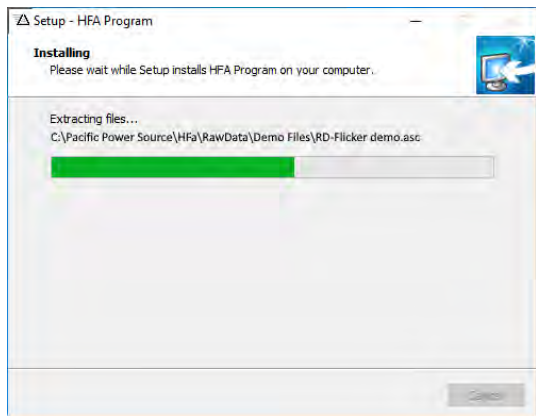 Setup - HFA Program
Installing
Please wait while Setup installs HFA Program on your computer.
Extracting files...
C:\Pacific Power Source\HFa\RawData\Demo Files\RD-Flicker demo.asc
Cancel